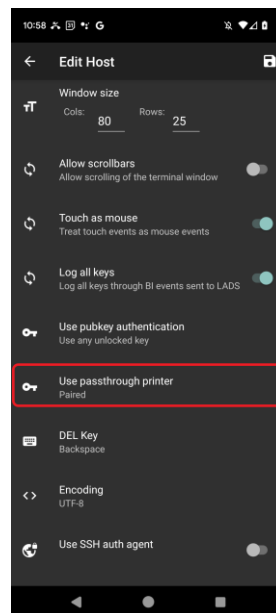 10:58
Edit Host
Window size
Cols: 80 Rows: 25
Allow scrollbars
Allow scrolling of the terminal window
Touch as mouse
Treat touch events as mouse events
Log all keys
Log all keys through BI events sent to LADS
Use pubkey authentication
Use any unlocked key
Use passthrough printer
Paired
DEL Key
Backspace
Encoding
UTF-8
Use SSH auth agent